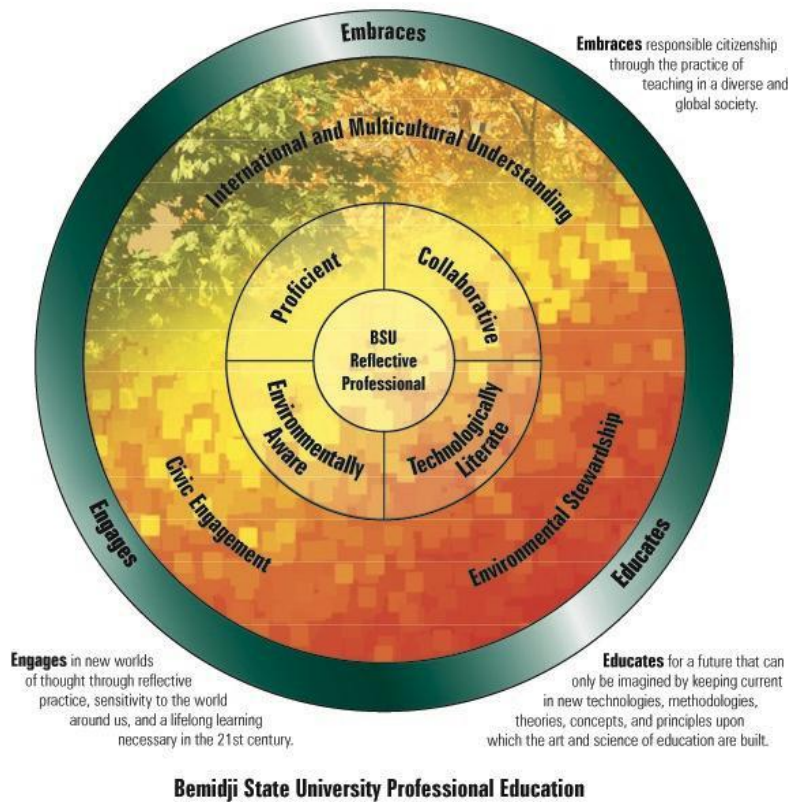 Embraces
Embraces responsible citizenship
through the practice of
teaching in a diverse and
global society.
International and Multicultural Understanding
Proficient
Collaborative
BSU
Reflective
Professional
Environmentally
Aware
Technologically
Literate
Civic Engagement
Environmental Stewardship
Engages
Educates
Engages in new worlds
of thought through reflective
practice, sensitivity to the world
around us, and a lifelong learning
necessary in the 21st century.
Educates for a future that can
only be imagined by keeping current
in new technologies, methodologies,
theories, concepts, and principles upon
which the art and science of education are built.
Bemidji State University Professional Education